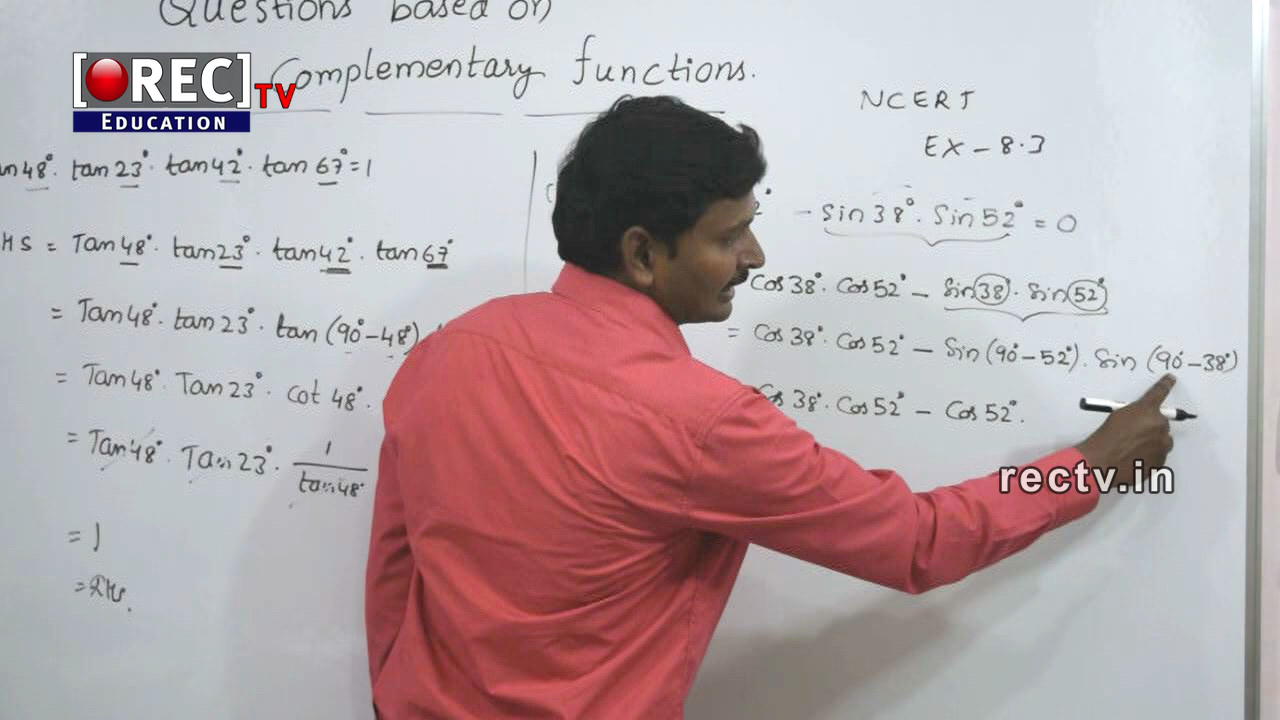 Questions based on
Complementary functions.
[REC] TV
EDUCATION
NCERT
EX - 8.3
an 48°. tan 23°. tan 42°. tan 67° = 1
HS = Tan 48°. tan 23°. tan 42°. tan 67°
= Tan 48°. tan 23°. tan (90° - 48°)
= Tan 48°. Tan 23°. cot 48°.
= Tan 48°. Tan 23°. 1/tan 48°
= 1
= RHS.
2° - Sin 38°. Sin 52° = 0
Cos 38°. Cos 52° - Sin 38. Sin 52°
= Cos 38°. Cos 52° - Sin (90° - 52°). Sin (90° - 38°)
Cos 38°. Cos 52° - Cos 52°.
rectv.in